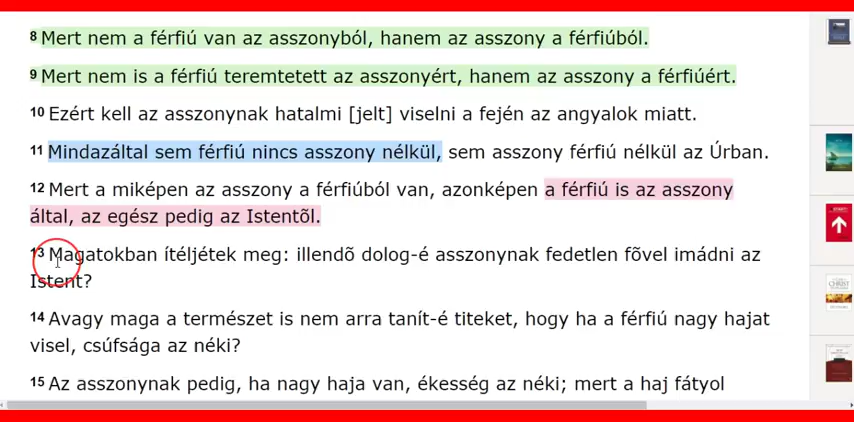 8 Mert nem a férfiú van az asszonyból, hanem az asszony a férfiúból.
9 Mert nem is a férfiú teremtetett az asszonyért, hanem az asszony a férfiúért.
10 Ezért kell az asszonynak hatalmi [jelt] viselni a fején az angyalok miatt.
11 Mindazáltal sem férfiú nincs asszony nélkül, sem asszony férfiú nélkül az Úrban.
12 Mert a miképen az asszony a férfiúból van, azonképen a férfiú is az asszony
által, az egész pedig az Istentõl.
13 Magatokban ítéljétek meg: illendõ dolog-é asszonynak fedetlen fõvel imádni az
Istent?
14 Avagy maga a természet is nem arra tanít-é titeket, hogy ha a férfiú nagy hajat
visel, csúfsága az néki?
15 Az asszonynak pedig, ha nagy haja van, ékesség az néki; mert a haj fátyol
CHRIST